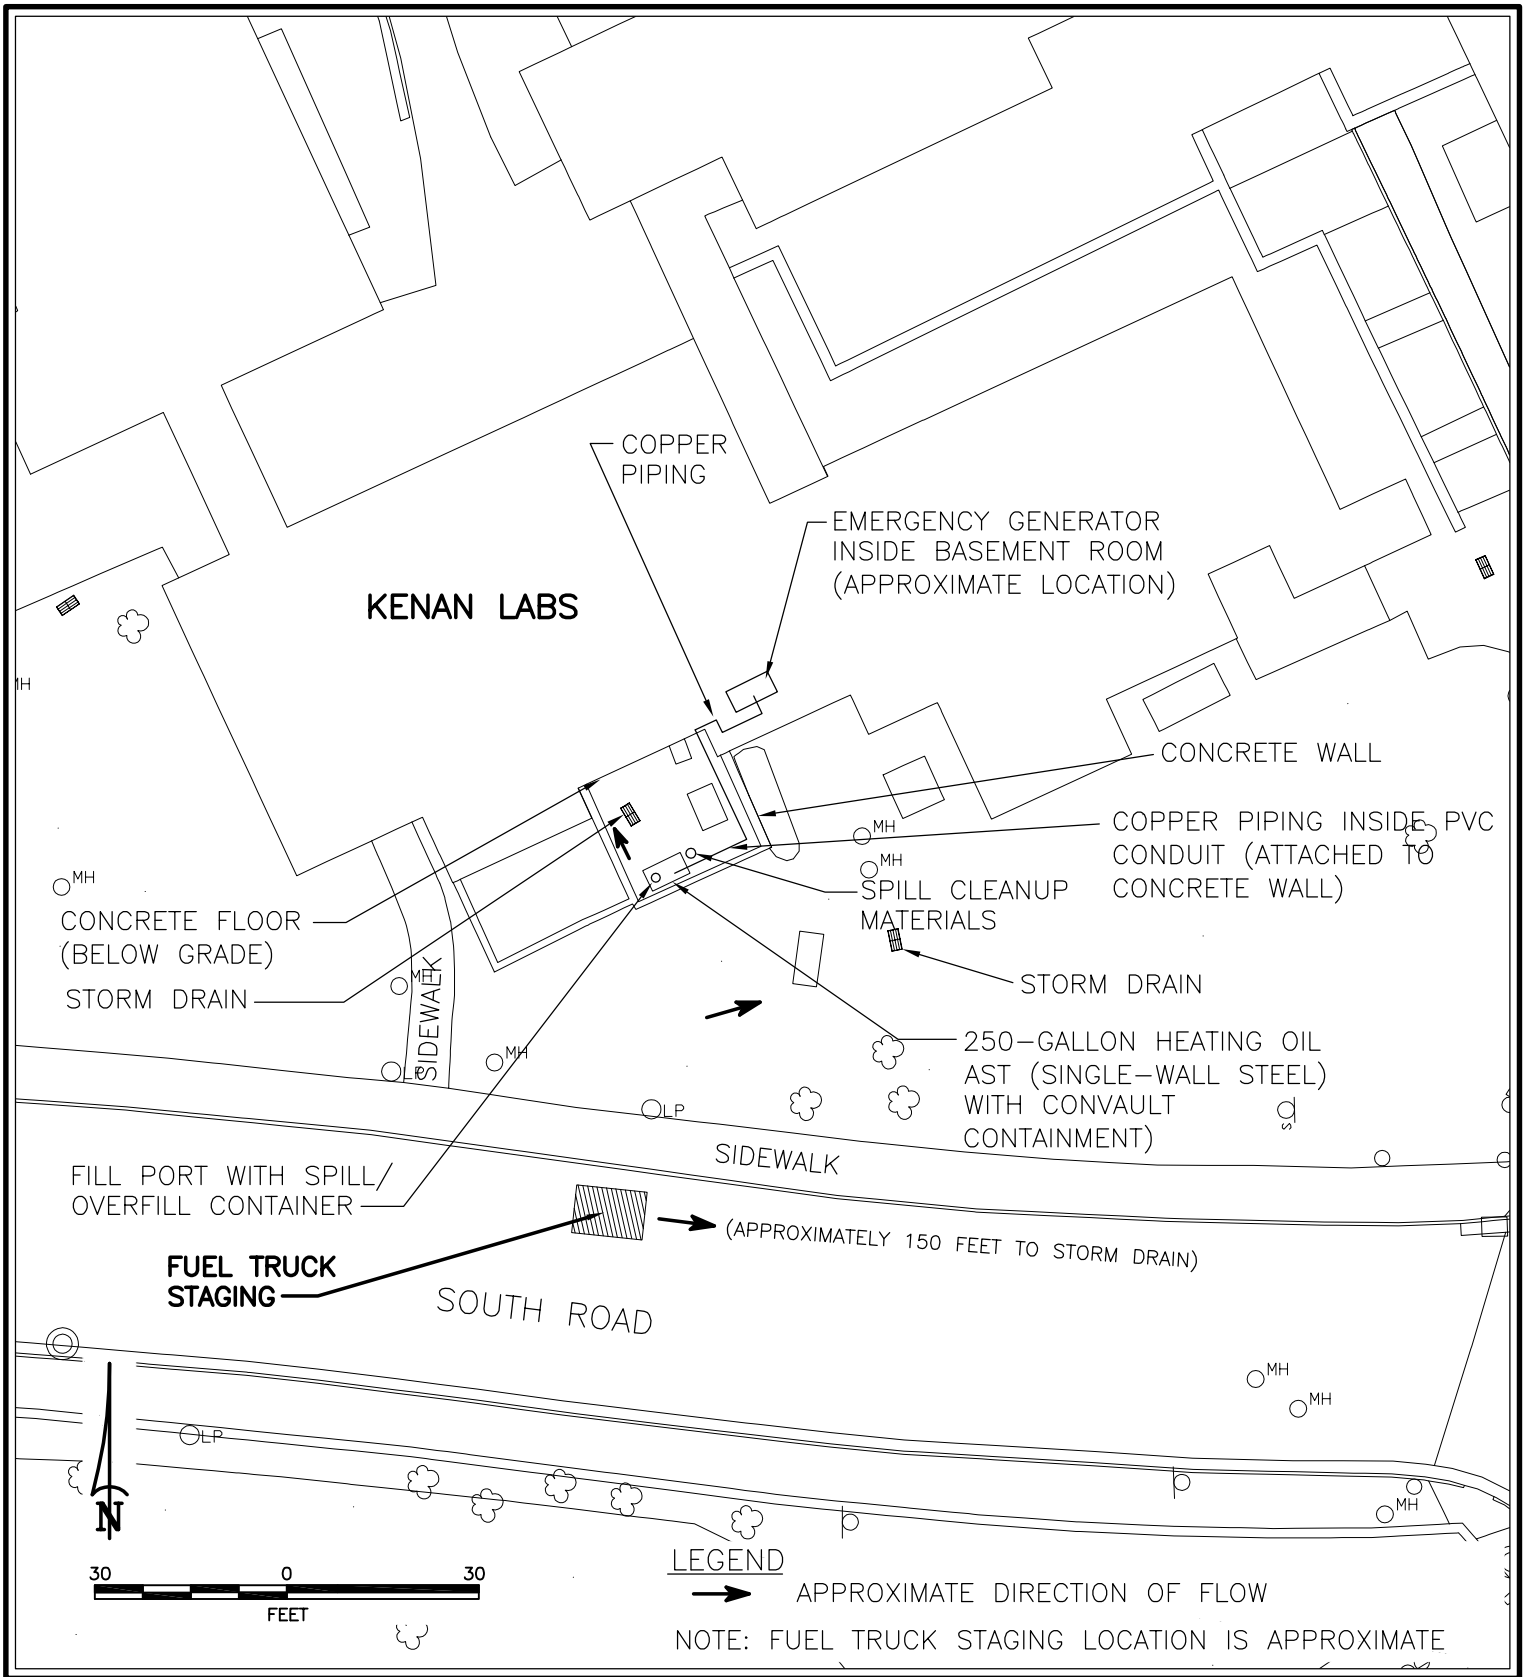 COPPER
PIPING
EMERGENCY GENERATOR
INSIDE BASEMENT ROOM
(APPROXIMATE LOCATION)
KENAN LABS
MH
CONCRETE WALL
COPPER PIPING INSIDE PVC
CONDUIT (ATTACHED TO
CONCRETE WALL)
MH
MH
MH
SPILL CLEANUP
MATERIALS
CONCRETE FLOOR
(BELOW GRADE)
STORM DRAIN
MH
SIDEWALK
STORM DRAIN
MH
LP
250-GALLON HEATING OIL
AST (SINGLE-WALL STEEL)
WITH CONVAULT
CONTAINMENT)
LP
S
SIDEWALK
FILL PORT WITH SPILL/
OVERFILL CONTAINER
(APPROXIMATELY 150 FEET TO STORM DRAIN)
FUEL TRUCK
STAGING
SOUTH ROAD
MH
MH
LP
MH
N
30 0 30
FEET
LEGEND
APPROXIMATE DIRECTION OF FLOW
NOTE: FUEL TRUCK STAGING LOCATION IS APPROXIMATE